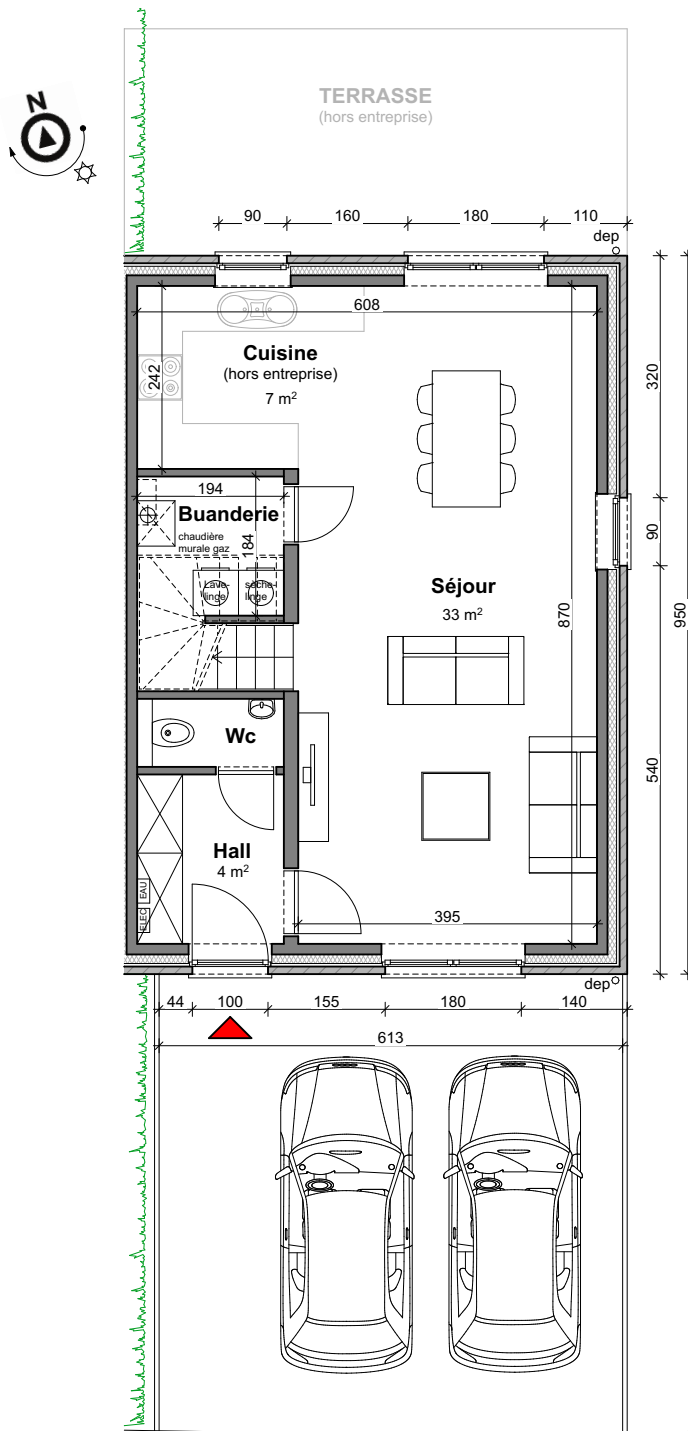 N
TERRASSE
(hors entreprise)
90 160 180 110
dep
608
Cuisine
(hors entreprise)
7 m²
242
320
194
Buanderie
chaudière
murale gaz
184
90
Lave-
linge
sèche-
linge
Séjour
33 m²
870
950
Wc
540
Hall
4 m²
EAU
ELEC
395
dep
44 100 155 180 140
613